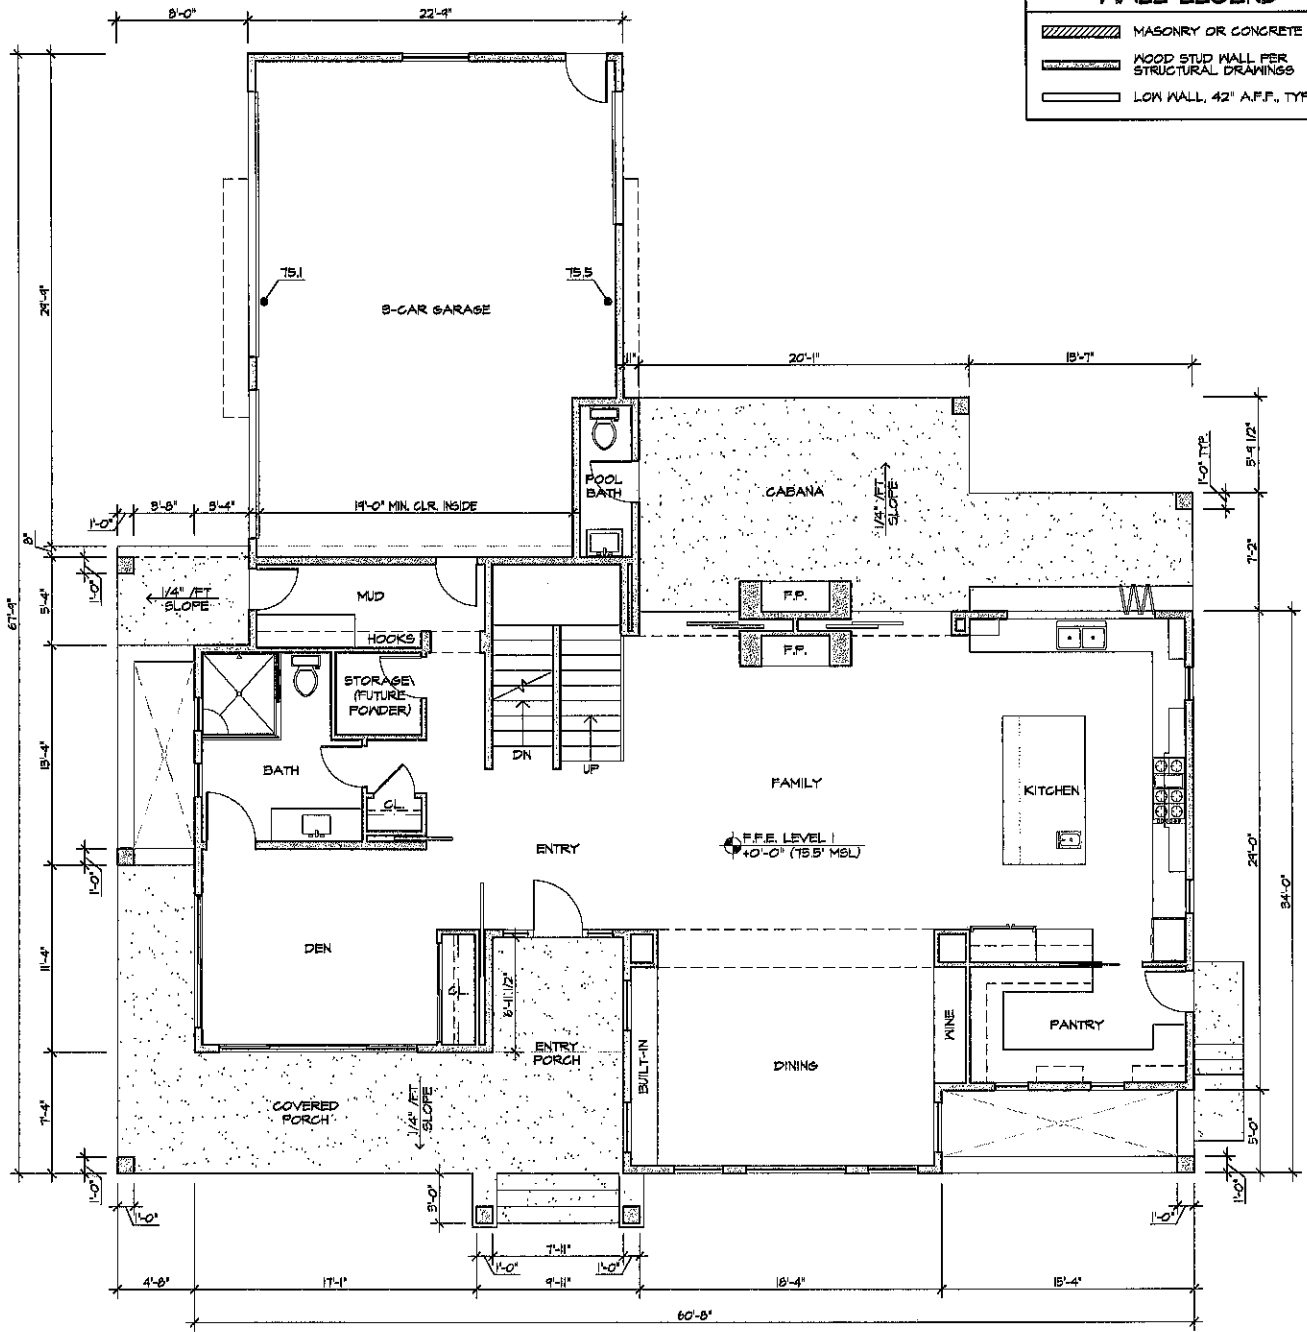 8'-0"
22'-9"
MASONRY OR CONCRETE
WOOD STUD WALL PER
STRUCTURAL DRAWINGS
LOW WALL, 42" A.F.F., TYP
75.1
75.5
3-CAR GARAGE
29'-9"
67'-9"
11"
20'-1"
13'-7"
5'-9 1/2"
1'-0" TYP.
7'-2"
POOL
BATH
CABANA
1/4" /FT
SLOPE
3'-8"
3'-4"
19'-0" MIN. CLR. INSIDE
1'-0"
8"
1'-0"
5'-4"
1/4" /FT
SLOPE
MUD
HOOKS
F.P.
F.P.
STORAGE\
(FUTURE
POWDER)
DN
UP
BATH
CL.
13'-4"
FAMILY
KITCHEN
F.F.E. LEVEL 1
+0'-0" (75.5' MSL)
ENTRY
29'-0"
34'-0"
1'-0"
11'-4"
DEN
CL.
6'-11 1/2"
ENTRY
PORCH
BUILT-IN
DINING
WINE
PANTRY
COVERED
PORCH
1/4" /FT
SLOPE
7'-4"
5'-0"
1'-0"
1'-0"
1'-0"
1'-0"
3'-0"
7'-11"
1'-0"
1'-0"
4'-8"
17'-1"
9'-11"
18'-4"
15'-4"
60'-8"